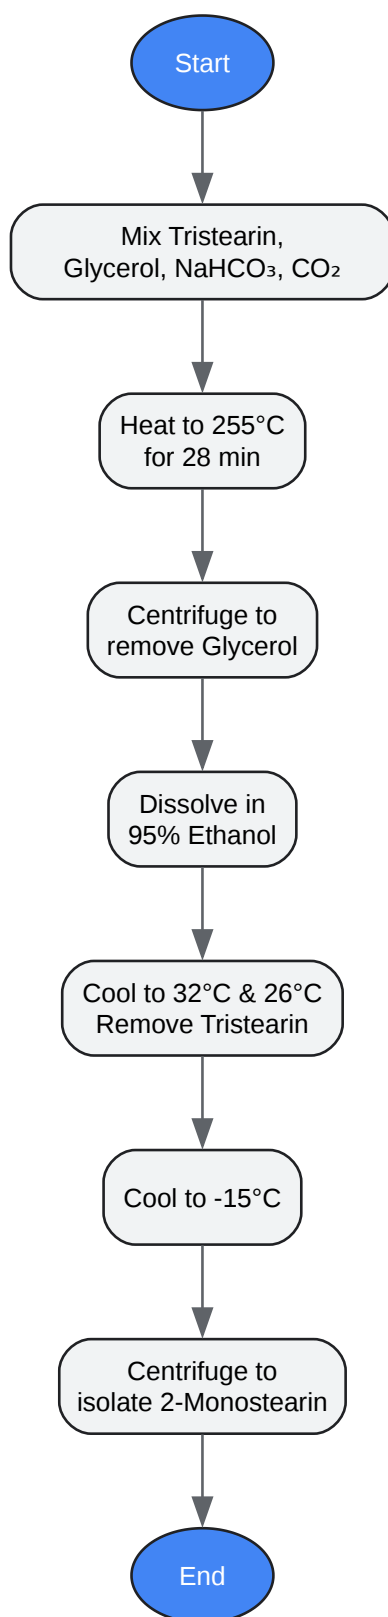 Start
Mix Tristearin,
Glycerol, NaHCO₃, CO₂
Heat to 255°C
for 28 min
Centrifuge to
remove Glycerol
Dissolve in
95% Ethanol
Cool to 32°C & 26°C
Remove Tristearin
Cool to -15°C
Centrifuge to
isolate 2-Monostearin
End